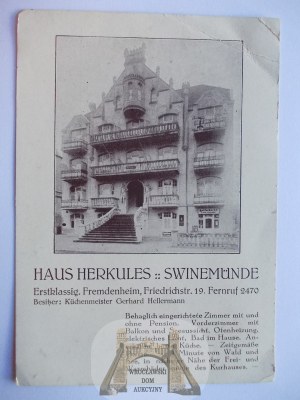 HAUS HERKULES :: SWINEMÜNDE
Erstklassig. Fremdenheim, Friedrichstr. 19. Fernruf 2470
Besitzer: Küchenmeister Gerhard Hellermann
Behaglich eingerichtete Zimmer mit und
ohne Pension. Vorderzimmer mit
Balkon und Seeaussicht, Ofenheizung,
elektrisches Licht, Bad im Hause.
Küche. — Zeitgemäße
Minute von Wald und
in Nähe der Frei- und
des Kurhauses.
WADOWICKI
DOM
AUKCYJNY